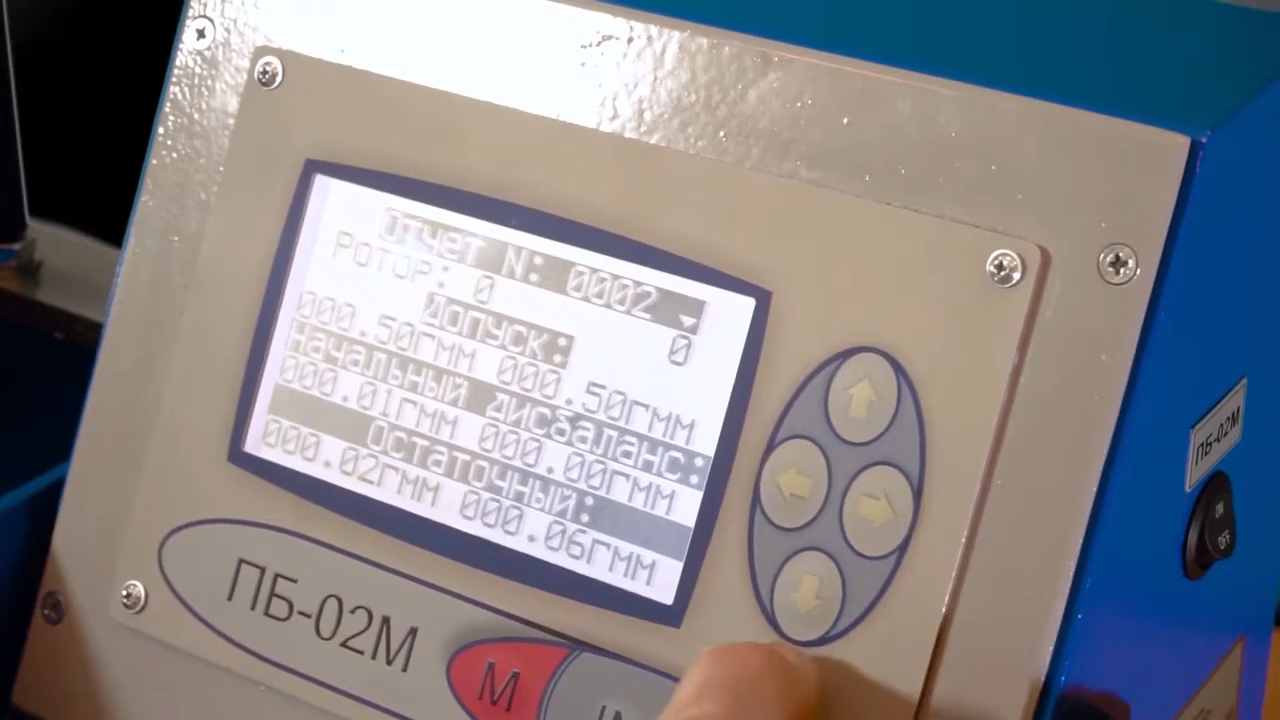 Отчет N: 0002
Ротор: 0 0
Допуск:
000.50гмм 000.50гмм
Начальный дисбаланс:
000.01гмм 000.00гмм
Остаточный:
000.02гмм 000.06гмм
ПБ-02М
М
ПБ-02М
ON
OFF